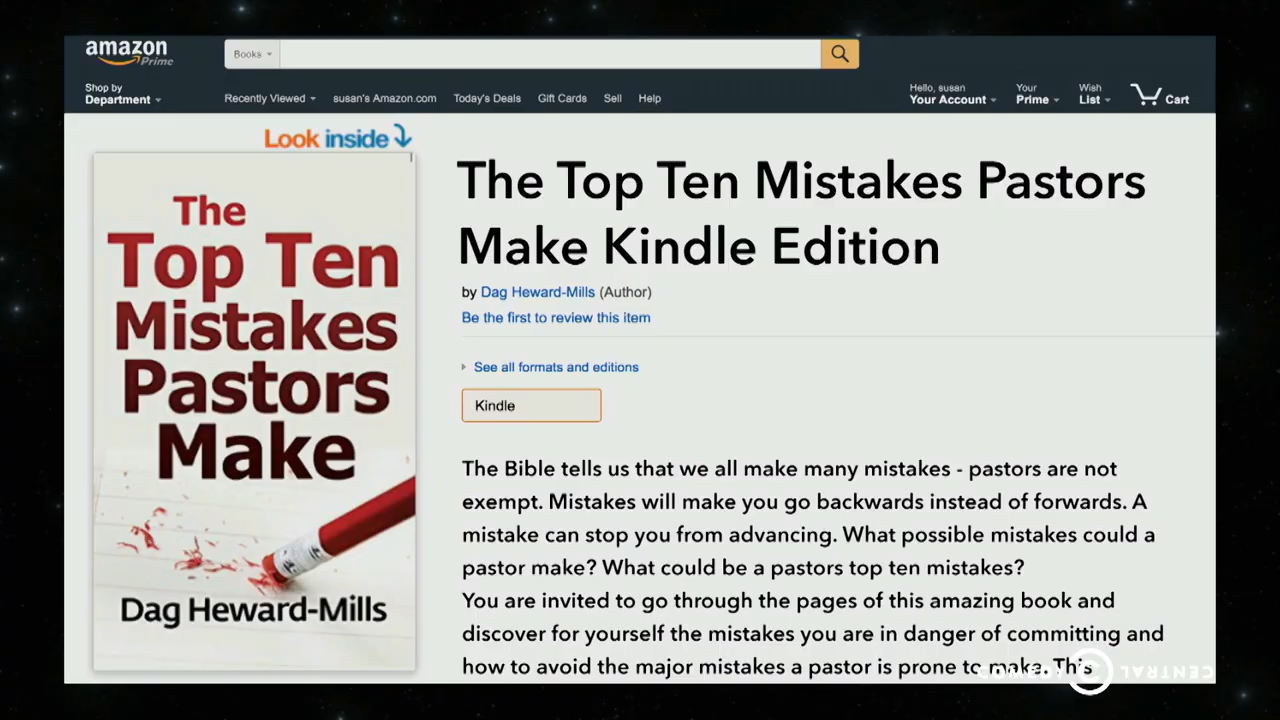 amazon
Prime
Books
Shop by
Department
Recently Viewed
susan's Amazon.com
Today's Deals
Gift Cards
Sell
Help
Hello, susan
Your Account
Your
Prime
Wish
List
Cart
Look inside
The
Top Ten
Mistakes
Pastors
Make
Dag Heward-Mills
The Top Ten Mistakes Pastors
Make Kindle Edition
by Dag Heward-Mills (Author)
Be the first to review this item
See all formats and editions
Kindle
The Bible tells us that we all make many mistakes - pastors are not
exempt. Mistakes will make you go backwards instead of forwards. A
mistake can stop you from advancing. What possible mistakes could a
pastor make? What could be a pastors top ten mistakes?
You are invited to go through the pages of this amazing book and
discover for yourself the mistakes you are in danger of committing and
how to avoid the major mistakes a pastor is prone to make. This
COMEDY CENTRAL